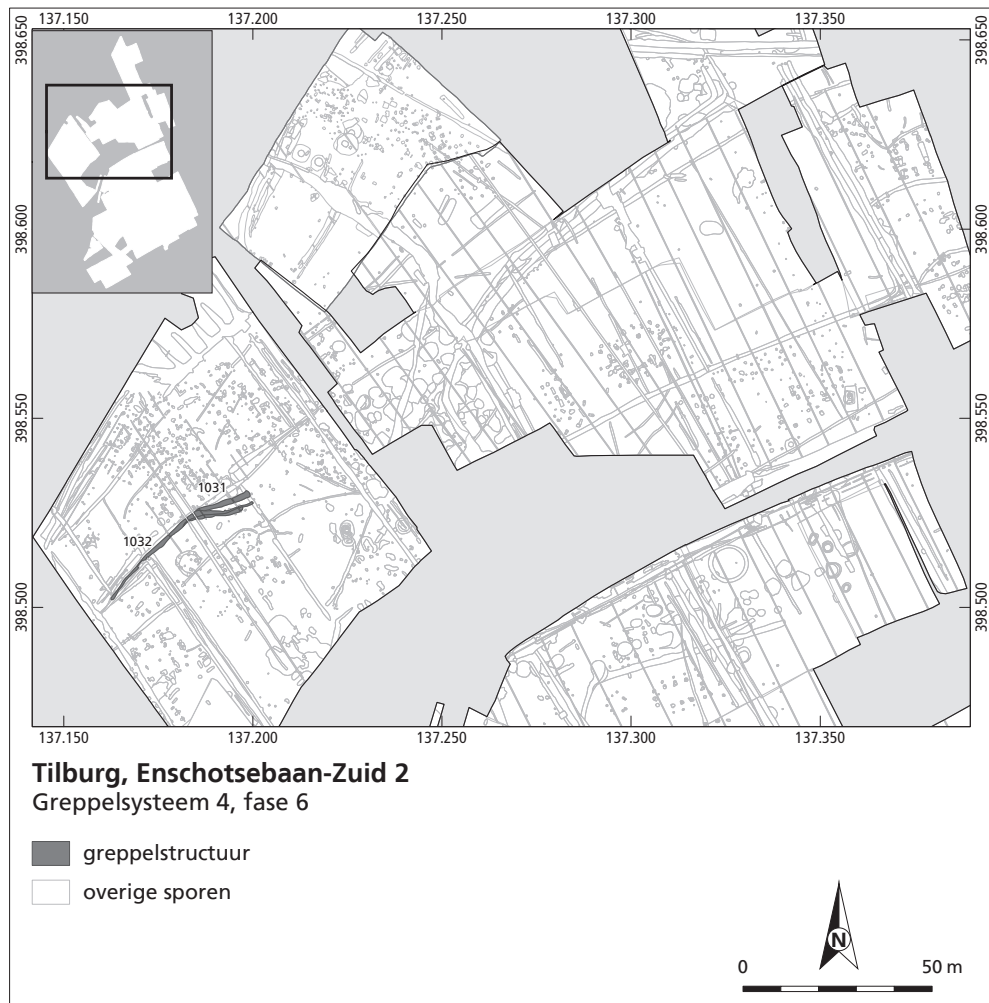 137.150 137.200 137.250 137.300 137.350
398.650 398.650
398.600 398.600
398.550 398.550
1031
1032
398.500 398.500
137.150 137.200 137.250 137.300 137.350
Tilburg, Enschotsebaan-Zuid 2
Greppelsysteem 4, fase 6
greppelstructuur
overige sporen
N
0 50 m